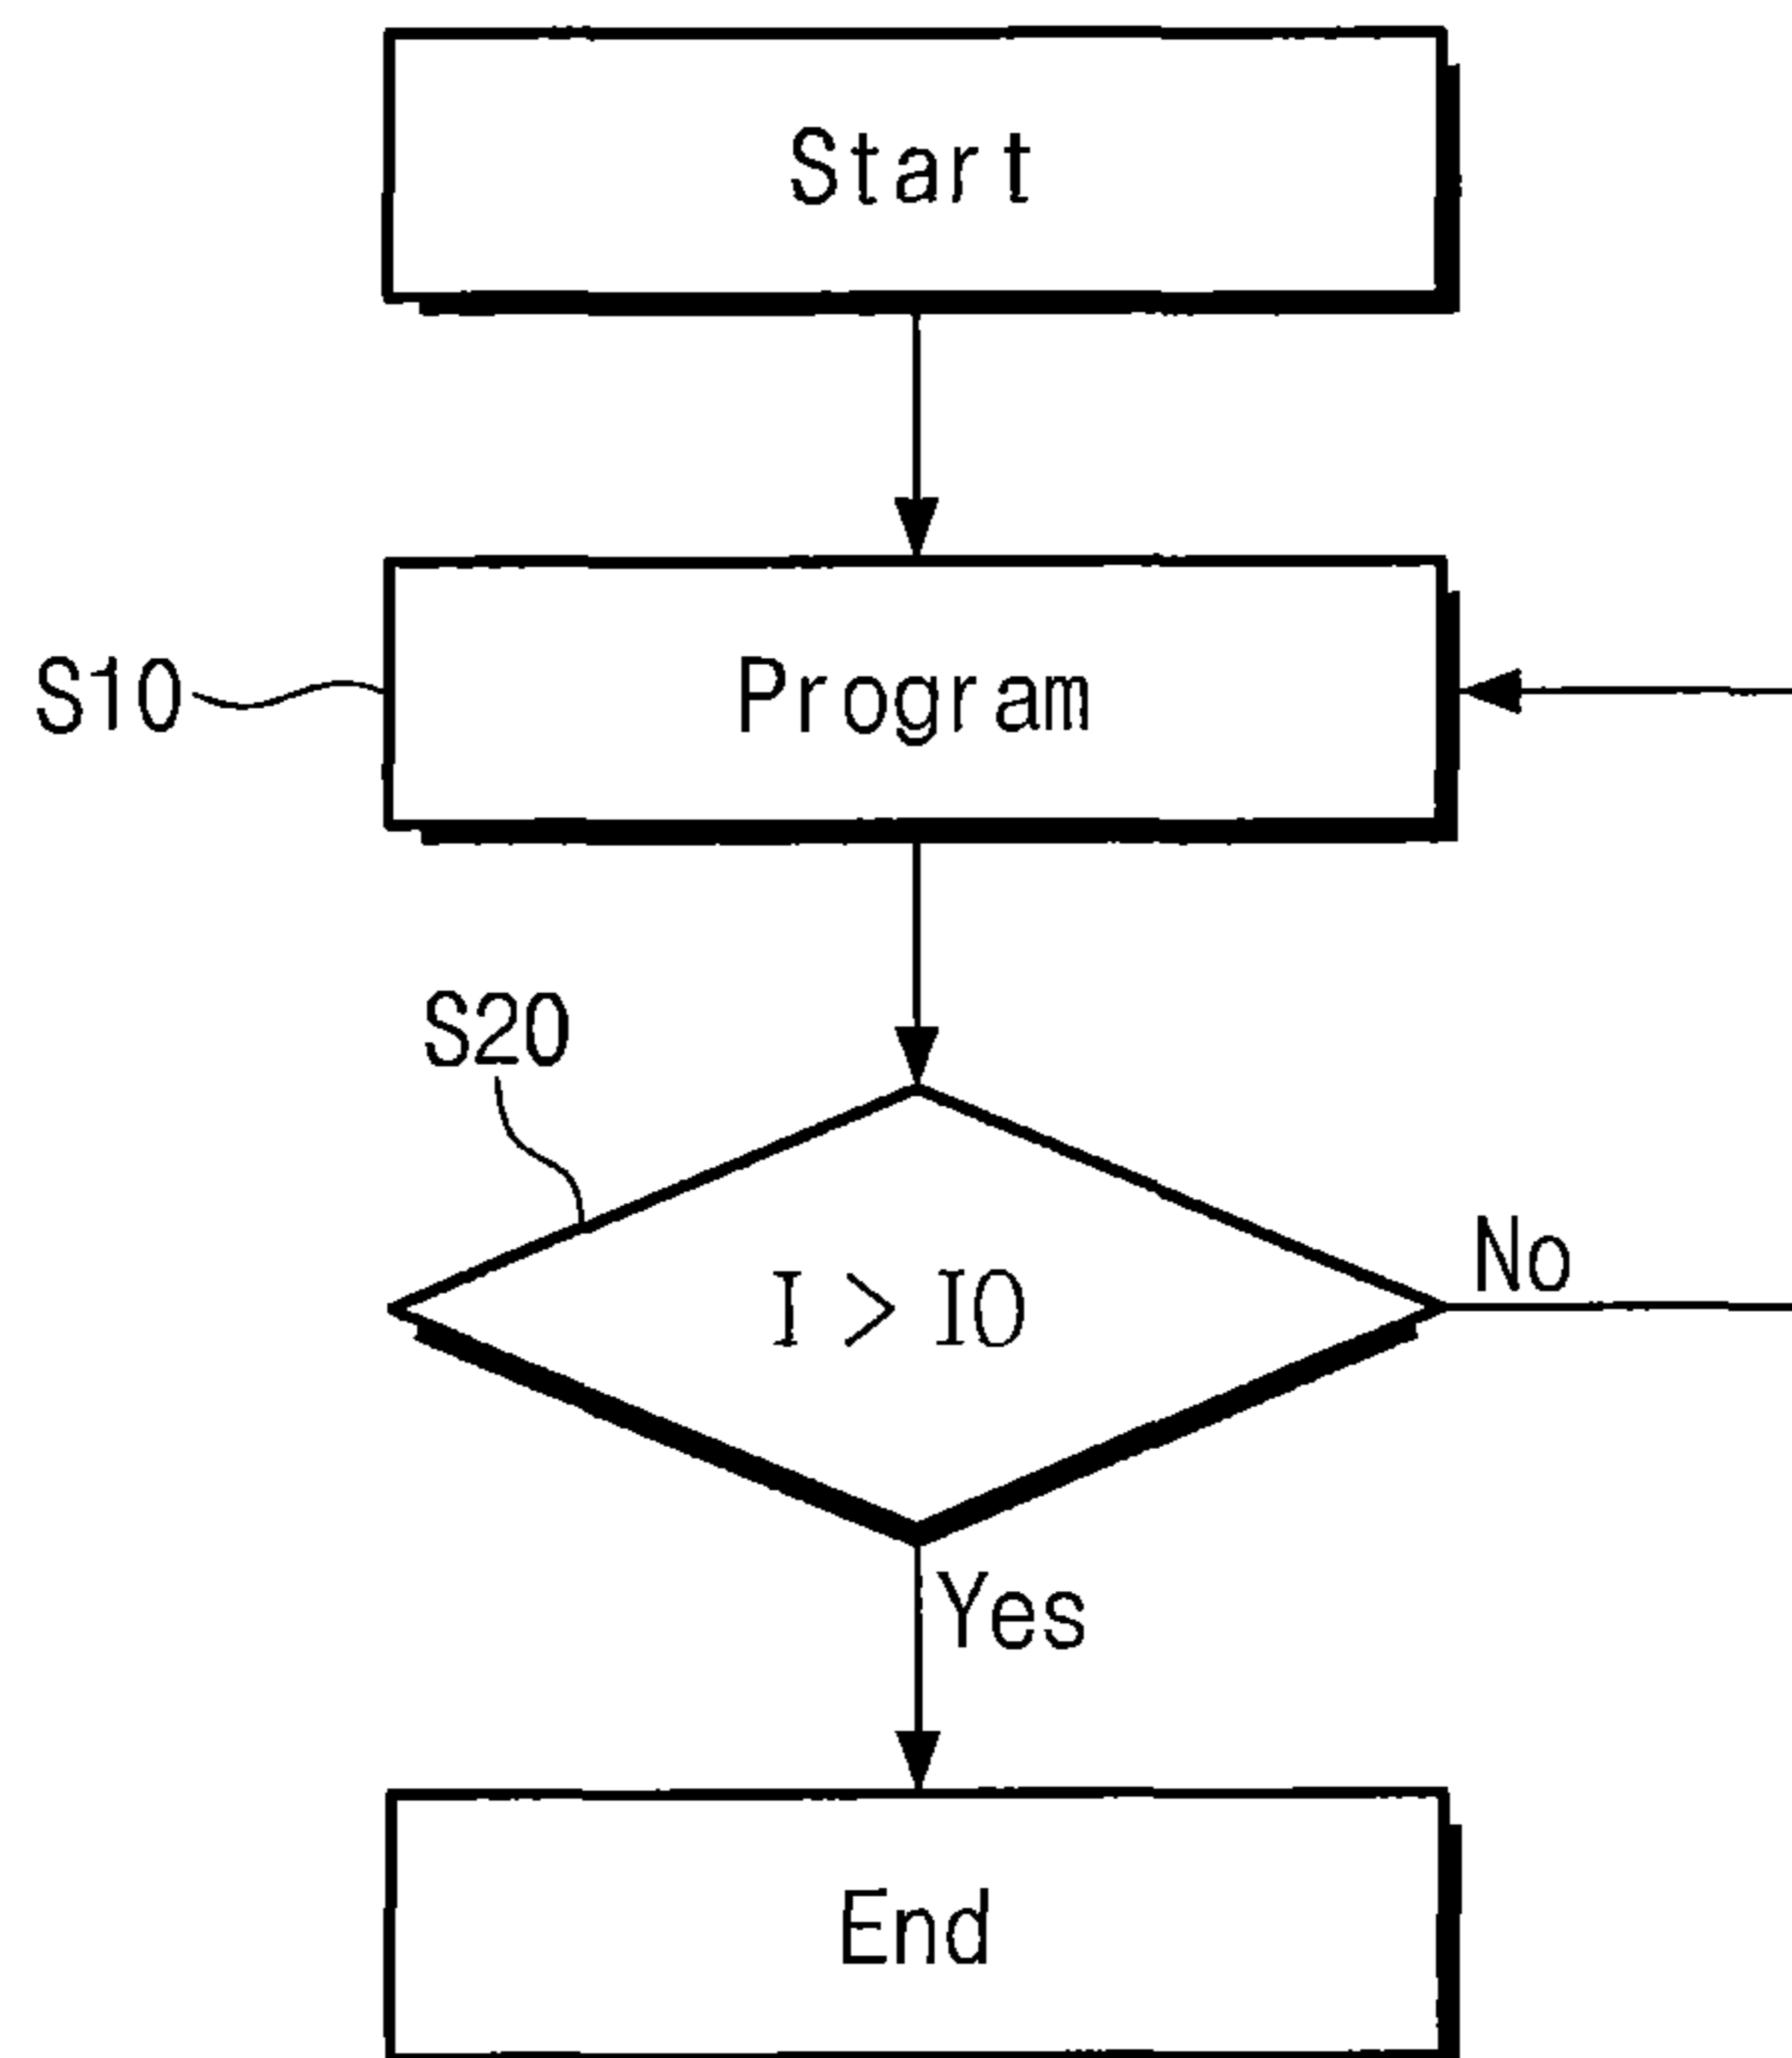 Start
S10
Program
S20
I > I0
No
Yes
End